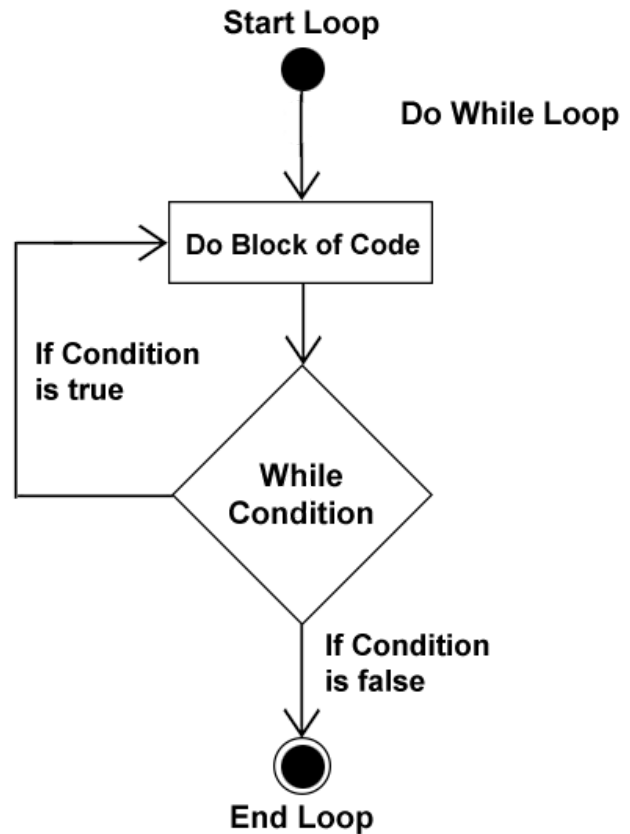 Start Loop
Do While Loop
Do Block of Code
If Condition
is true
While
Condition
If Condition
is false
End Loop